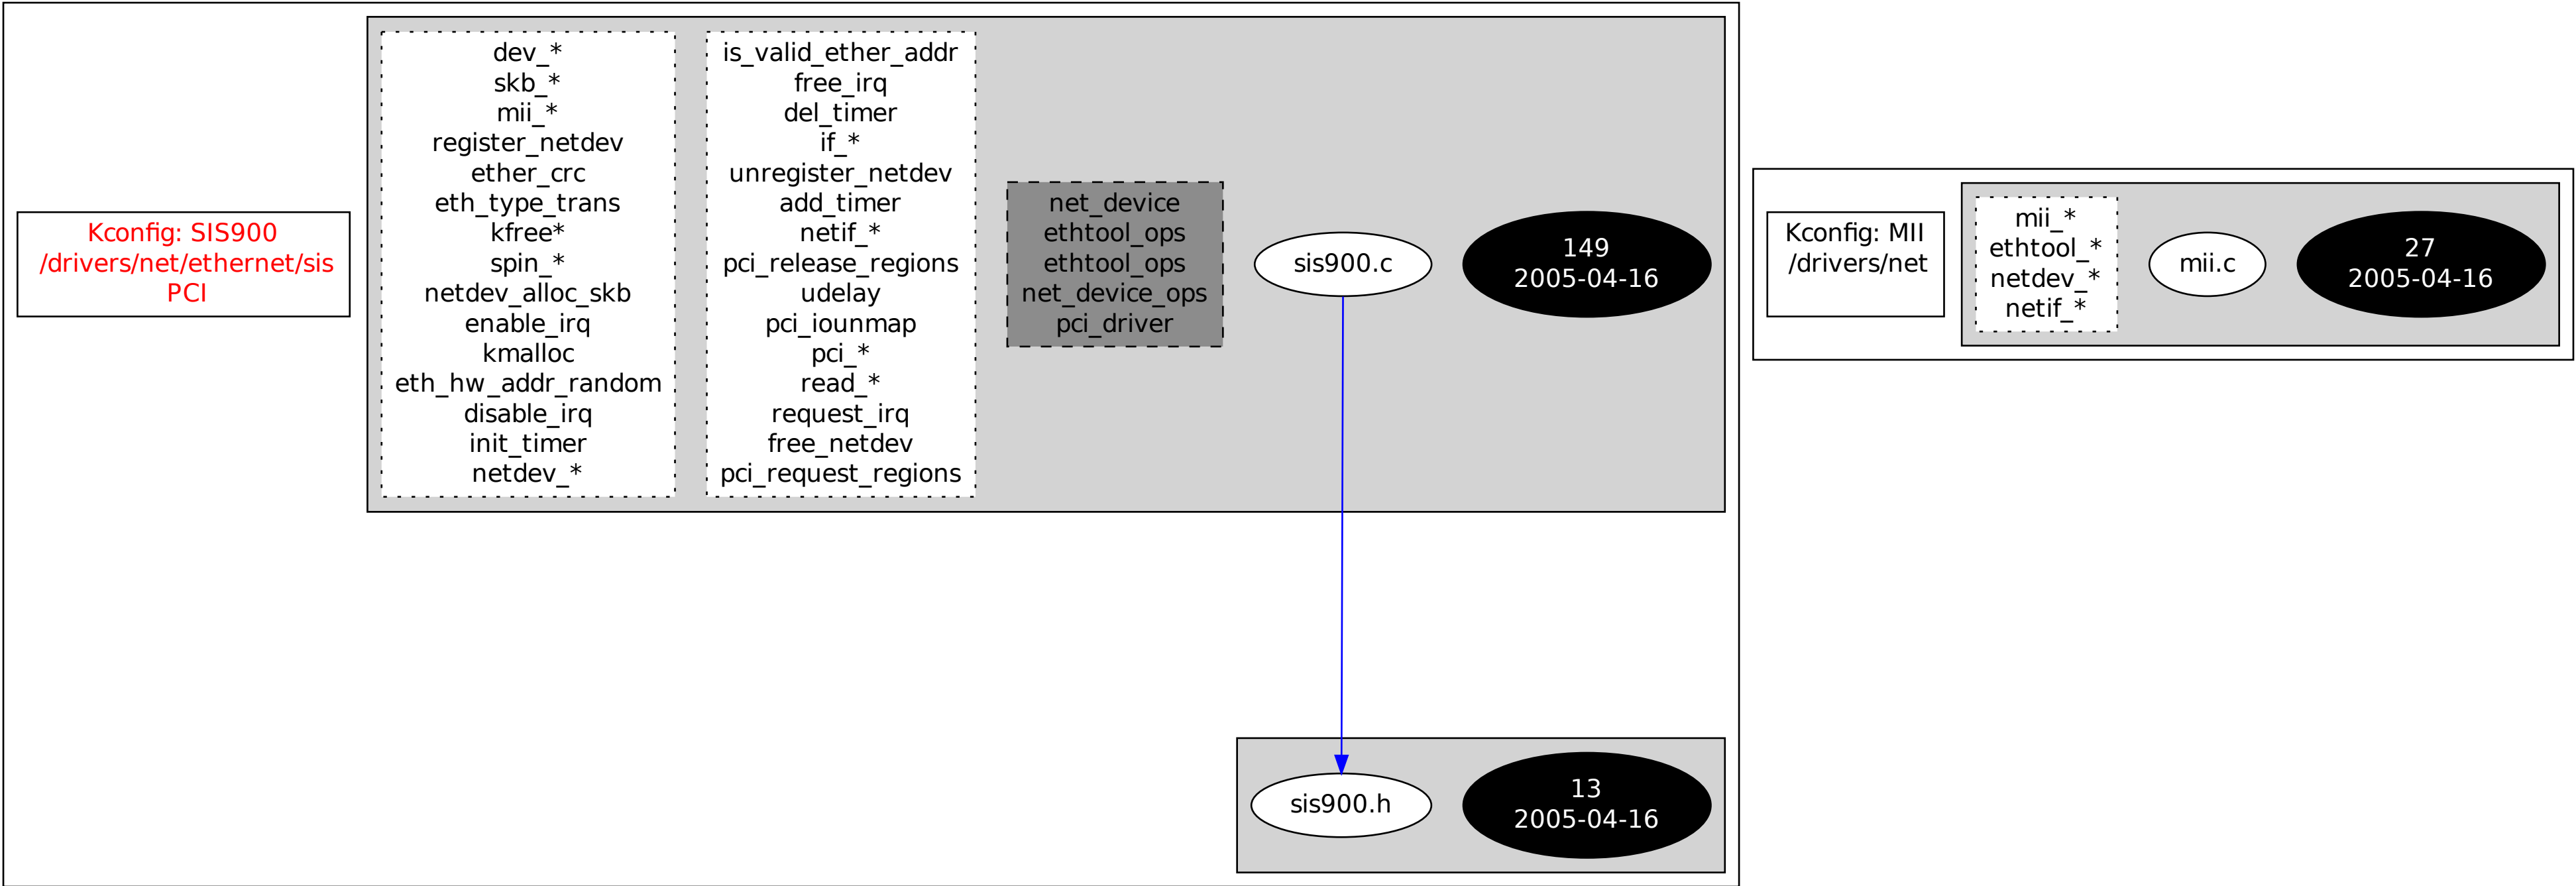 Kconfig: SIS900
/drivers/net/ethernet/sis
PCI
dev_*
skb_*
mii_*
register_netdev
ether_crc
eth_type_trans
kfree*
spin_*
netdev_alloc_skb
enable_irq
kmalloc
eth_hw_addr_random
disable_irq
init_timer
netdev_*
is_valid_ether_addr
free_irq
del_timer
if_*
unregister_netdev
add_timer
netif_*
pci_release_regions
udelay
pci_iounmap
pci_*
read_*
request_irq
free_netdev
pci_request_regions
net_device
ethtool_ops
ethtool_ops
net_device_ops
pci_driver
sis900.c
149
2005-04-16
sis900.h
13
2005-04-16
Kconfig: MII
/drivers/net
mii_*
ethtool_*
netdev_*
netif_*
mii.c
27
2005-04-16